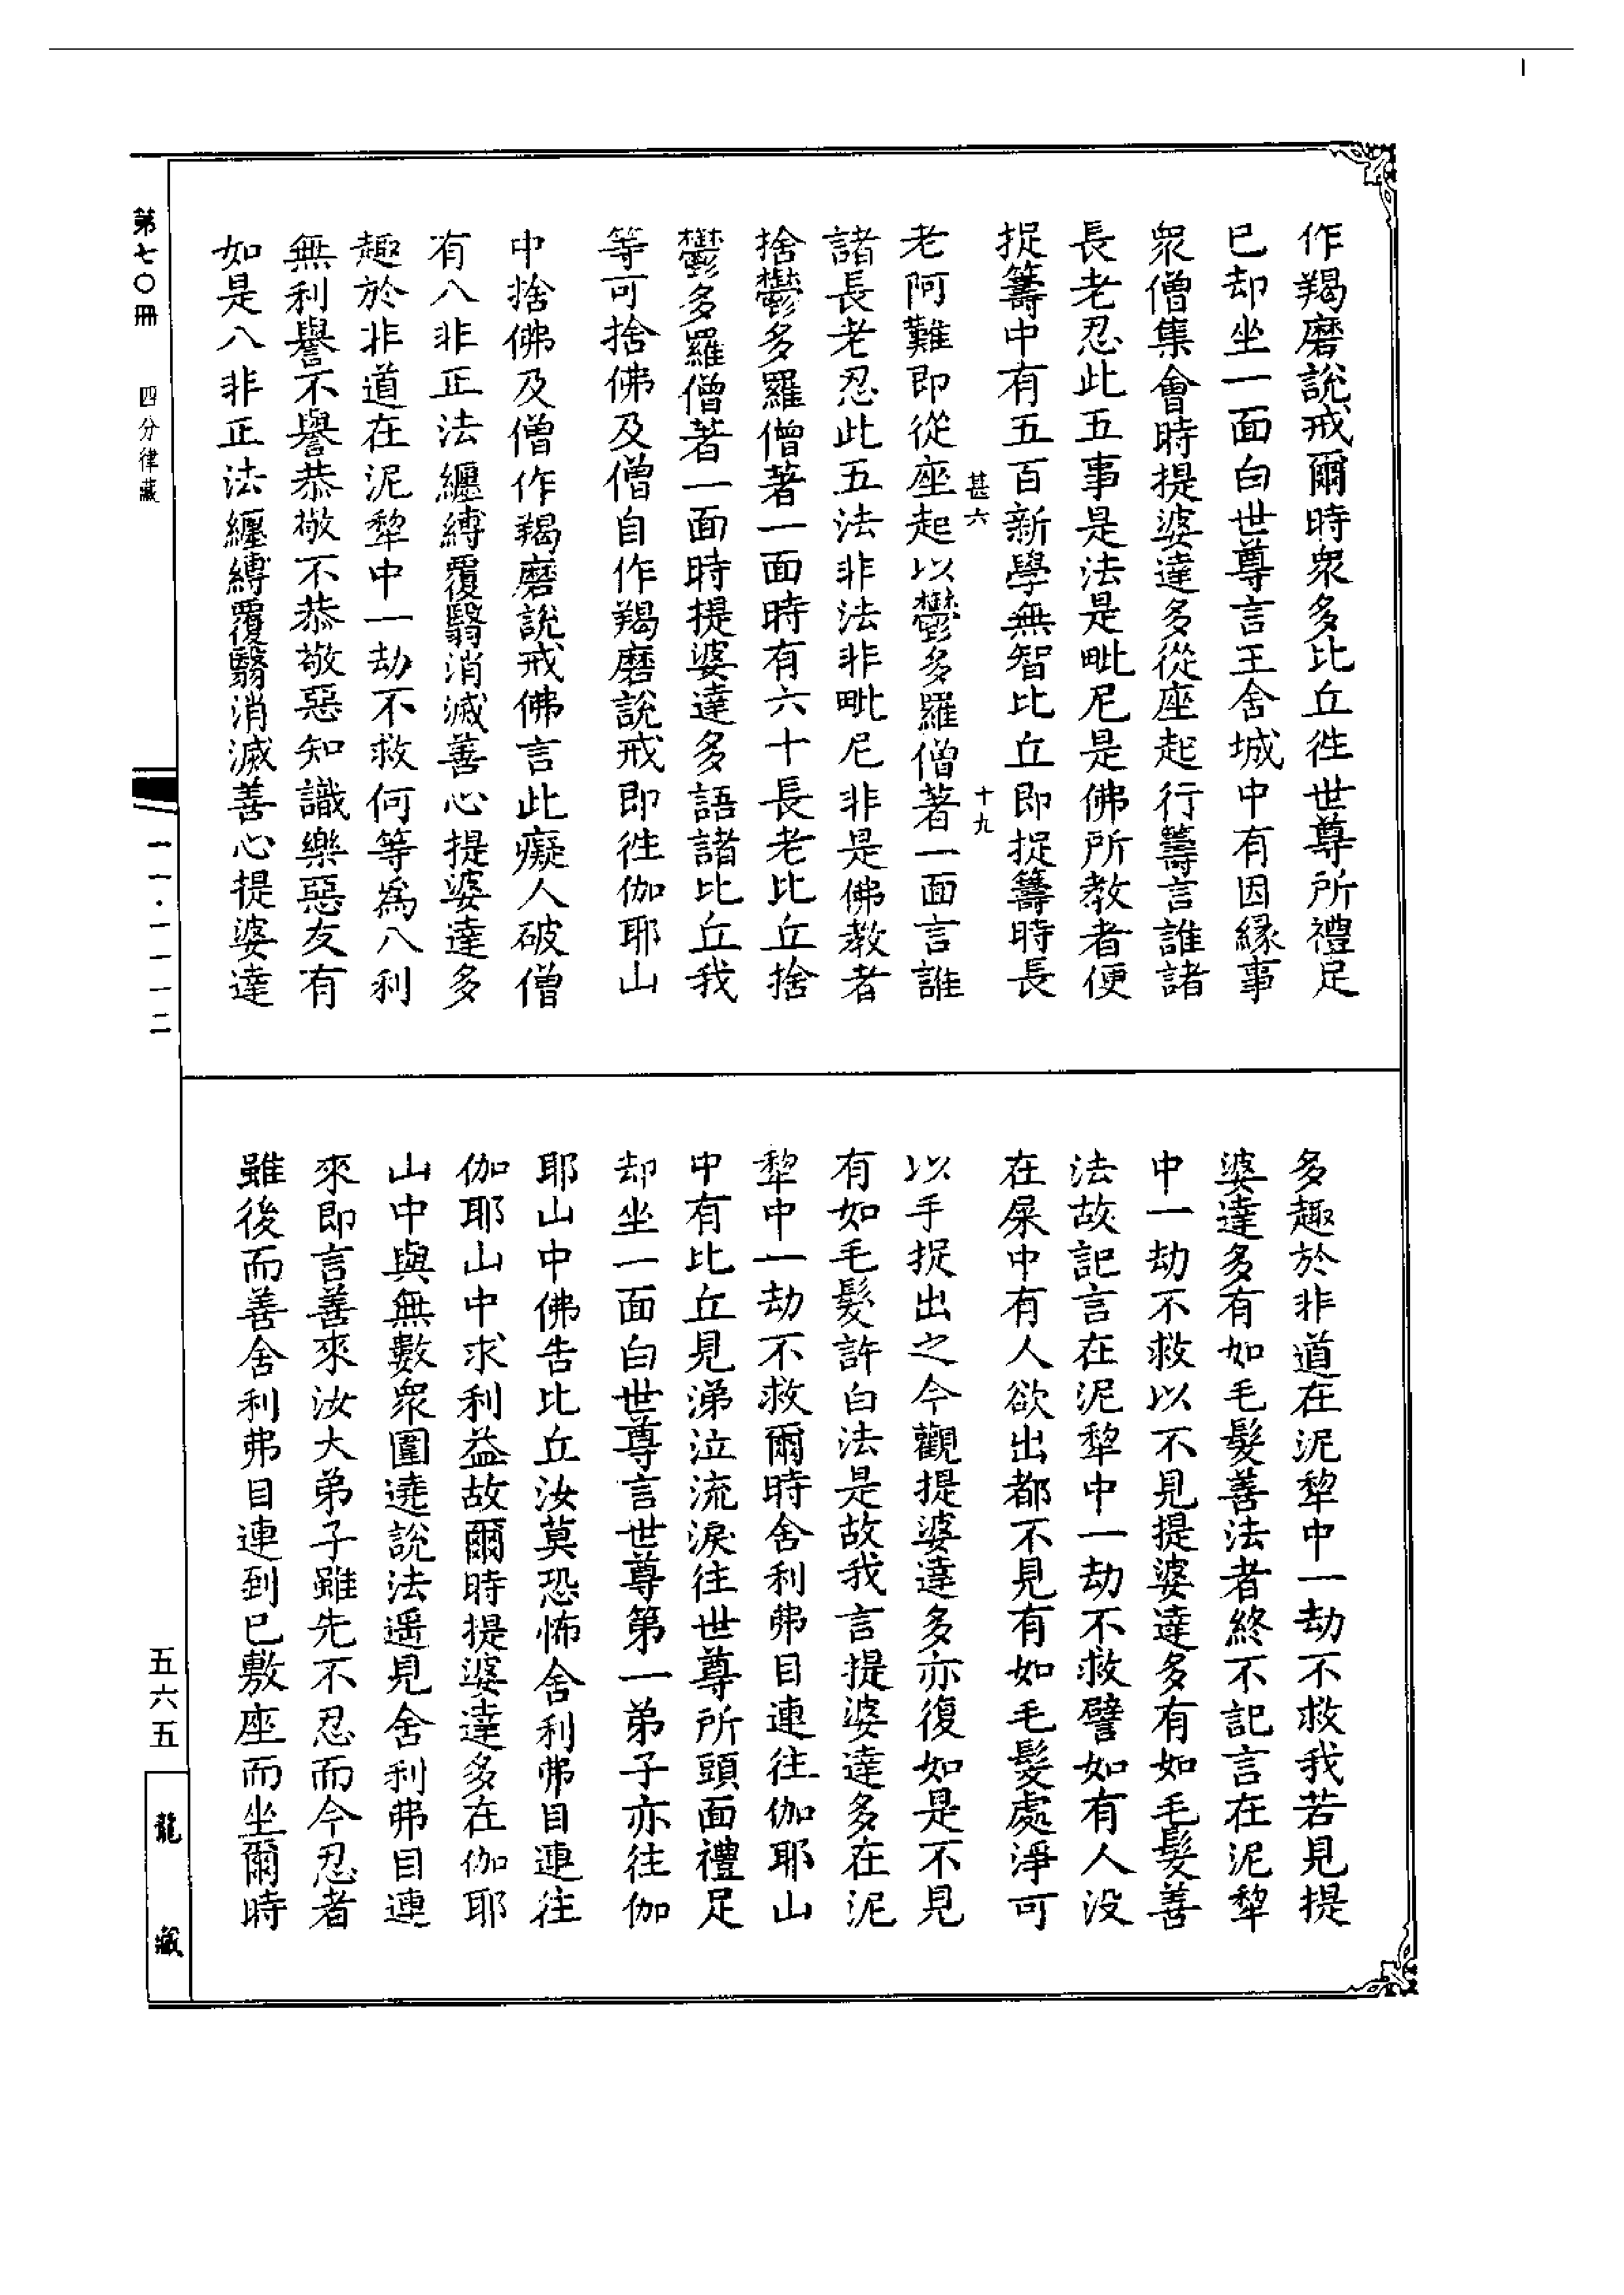 作羯磨說戒爾時衆多比丘徃世尊所禮足
已却坐一面白世尊言王舍城中有因緣事
衆僧集會時提婆達多從座起行籌言誰諸
長老忍此五事是法是毗尼是佛所教者便
捉籌中有五百新學無智比丘即捉籌時長
甚六
十九
老阿難即從座起以鬱多羅僧著一面言誰
諸長老忍此五法非法非毗尼非是佛教者
捨鬱多羅僧著一面時有六十長老比丘捨
鬱多羅僧著一面時提婆達多語諸比丘我
等可捨佛及僧自作羯磨說戒即徃伽耶山
中捨佛及僧作羯磨說戒佛言此癡人破僧
有八非正法纏縛覆翳消滅善心提婆達多
趣於非道在泥犂中一劫不救何等為八利
無利譽不譽恭敬不恭敬惡知識樂惡友有
如是八非正法纏縛覆翳消滅善心提婆達
多趣於非道在泥犂中一劫不救我若見提
婆達多有如毛髮善法者終不記言在泥犂
中一劫不救以不見提婆達多有如毛髮善
法故記言在泥犂中一劫不救譬如有人没
在屎中有人欲出都不見有如毛髮處淨可
以手捉出之今觀提婆達多亦復如是不見
有如毛髮許白法是故我言提婆達多在泥
犂中一劫不救爾時舍利弗目連往伽耶山
中有比丘見涕泣流淚往世尊所頭面禮足
却坐一面白世尊言世尊第一弟子亦往伽
耶山中佛告比丘汝莫恐怖舍利弗目連往
伽耶山中求利益故爾時提婆達多在伽耶
山中與無數衆圍遶說法遥見舍利弗目連
來即言善來汝大弟子雖先不忍而今忍者
雖後而善舍利弗目連到已敷座而坐爾時
第七〇冊
四分律藏
一一·一一一二
五六五
龍藏